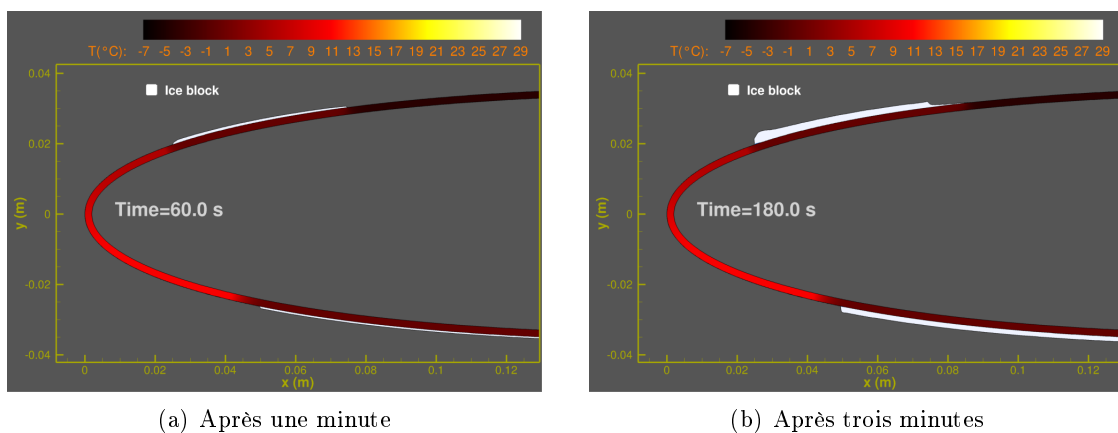 T(°C): -7 -5 -3 -1 1 3 5 7 9 11 13 15 17 19 21 23 25 27 29
0.04
Ice block
0.02
Time=60.0 s
y (m)
0
-0.02
-0.04
0 0.02 0.04 0.06 0.08 0.1 0.12
x (m)
(a) Après une minute
T(°C): -7 -5 -3 -1 1 3 5 7 9 11 13 15 17 19 21 23 25 27 29
0.04
Ice block
0.02
Time=180.0 s
y (m)
0
-0.02
-0.04
0 0.02 0.04 0.06 0.08 0.1 0.12
x (m)
(b) Après trois minutes